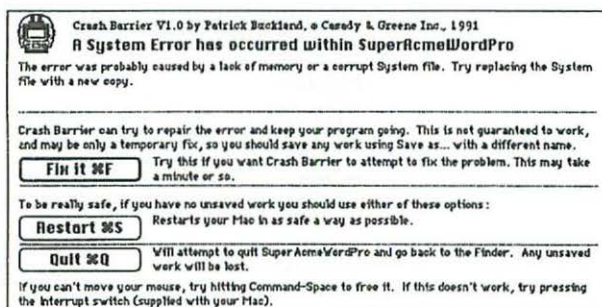 Crash Barrier V1.0 by Patrick Buckland, © Casady & Greene Inc., 1991
A System Error has occurred within SuperAcmeWordPro
The error was probably caused by a lack of memory or a corrupt System file. Try replacing the System
file with a new copy.
Crash Barrier can try to repair the error and keep your program going. This is not guaranteed to work,
and may be only a temporary fix, so you should save any work using Save as... with a different name.
Fix it ⌘F
Try this if you want Crash Barrier to attempt to fix the problem. This may take
a minute or so.
To be really safe, if you have no unsaved work you should use either of these options:
Restart ⌘S
Restarts your Mac in as safe a way as possible.
Quit ⌘Q
Will attempt to quit SuperAcmeWordPro and go back to the Finder. Any unsaved
work will be lost.
If you can't move your mouse, try hitting Command-Space to free it. If this doesn't work, try pressing
the Interrupt switch (supplied with your Mac).